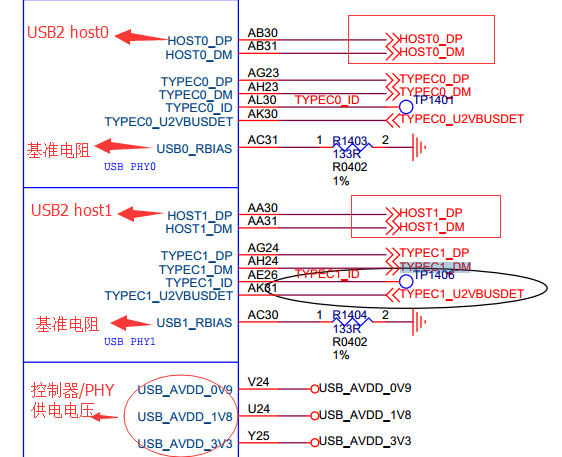 USB2 host0
HOST0_DP AB30 HOST0_DP
HOST0_DM AB31 HOST0_DM
TYPEC0_DP AG23 TYPEC0_DP
TYPEC0_DM AH23 TYPEC0_DM
TYPEC0_ID AL30 TYPEC0_ID TP1401
TYPEC0_U2VBUSDET AK30 TYPEC0_U2VBUSDET
基准电阻 USB0_RBIAS AC31 1 R1403 2
USB PHY0 133R
R0402
1%
USB2 host1
HOST1_DP AA30 HOST1_DP
HOST1_DM AA31 HOST1_DM
TYPEC1_DP AG24 TYPEC1_DP
TYPEC1_DM AH24 TYPEC1_DM
TYPEC1_ID AE26 TYPEC1_ID TP1406
TYPEC1_U2VBUSDET AK31 TYPEC1_U2VBUSDET
基准电阻 USB1_RBIAS AC30 1 R1404 2
USB PHY1 133R
R0402
1%
控制器/PHY
供电电压
USB_AVDD_0V9 V24 USB_AVDD_0V9
USB_AVDD_1V8 U24 USB_AVDD_1V8
USB_AVDD_3V3 Y25 USB_AVDD_3V3